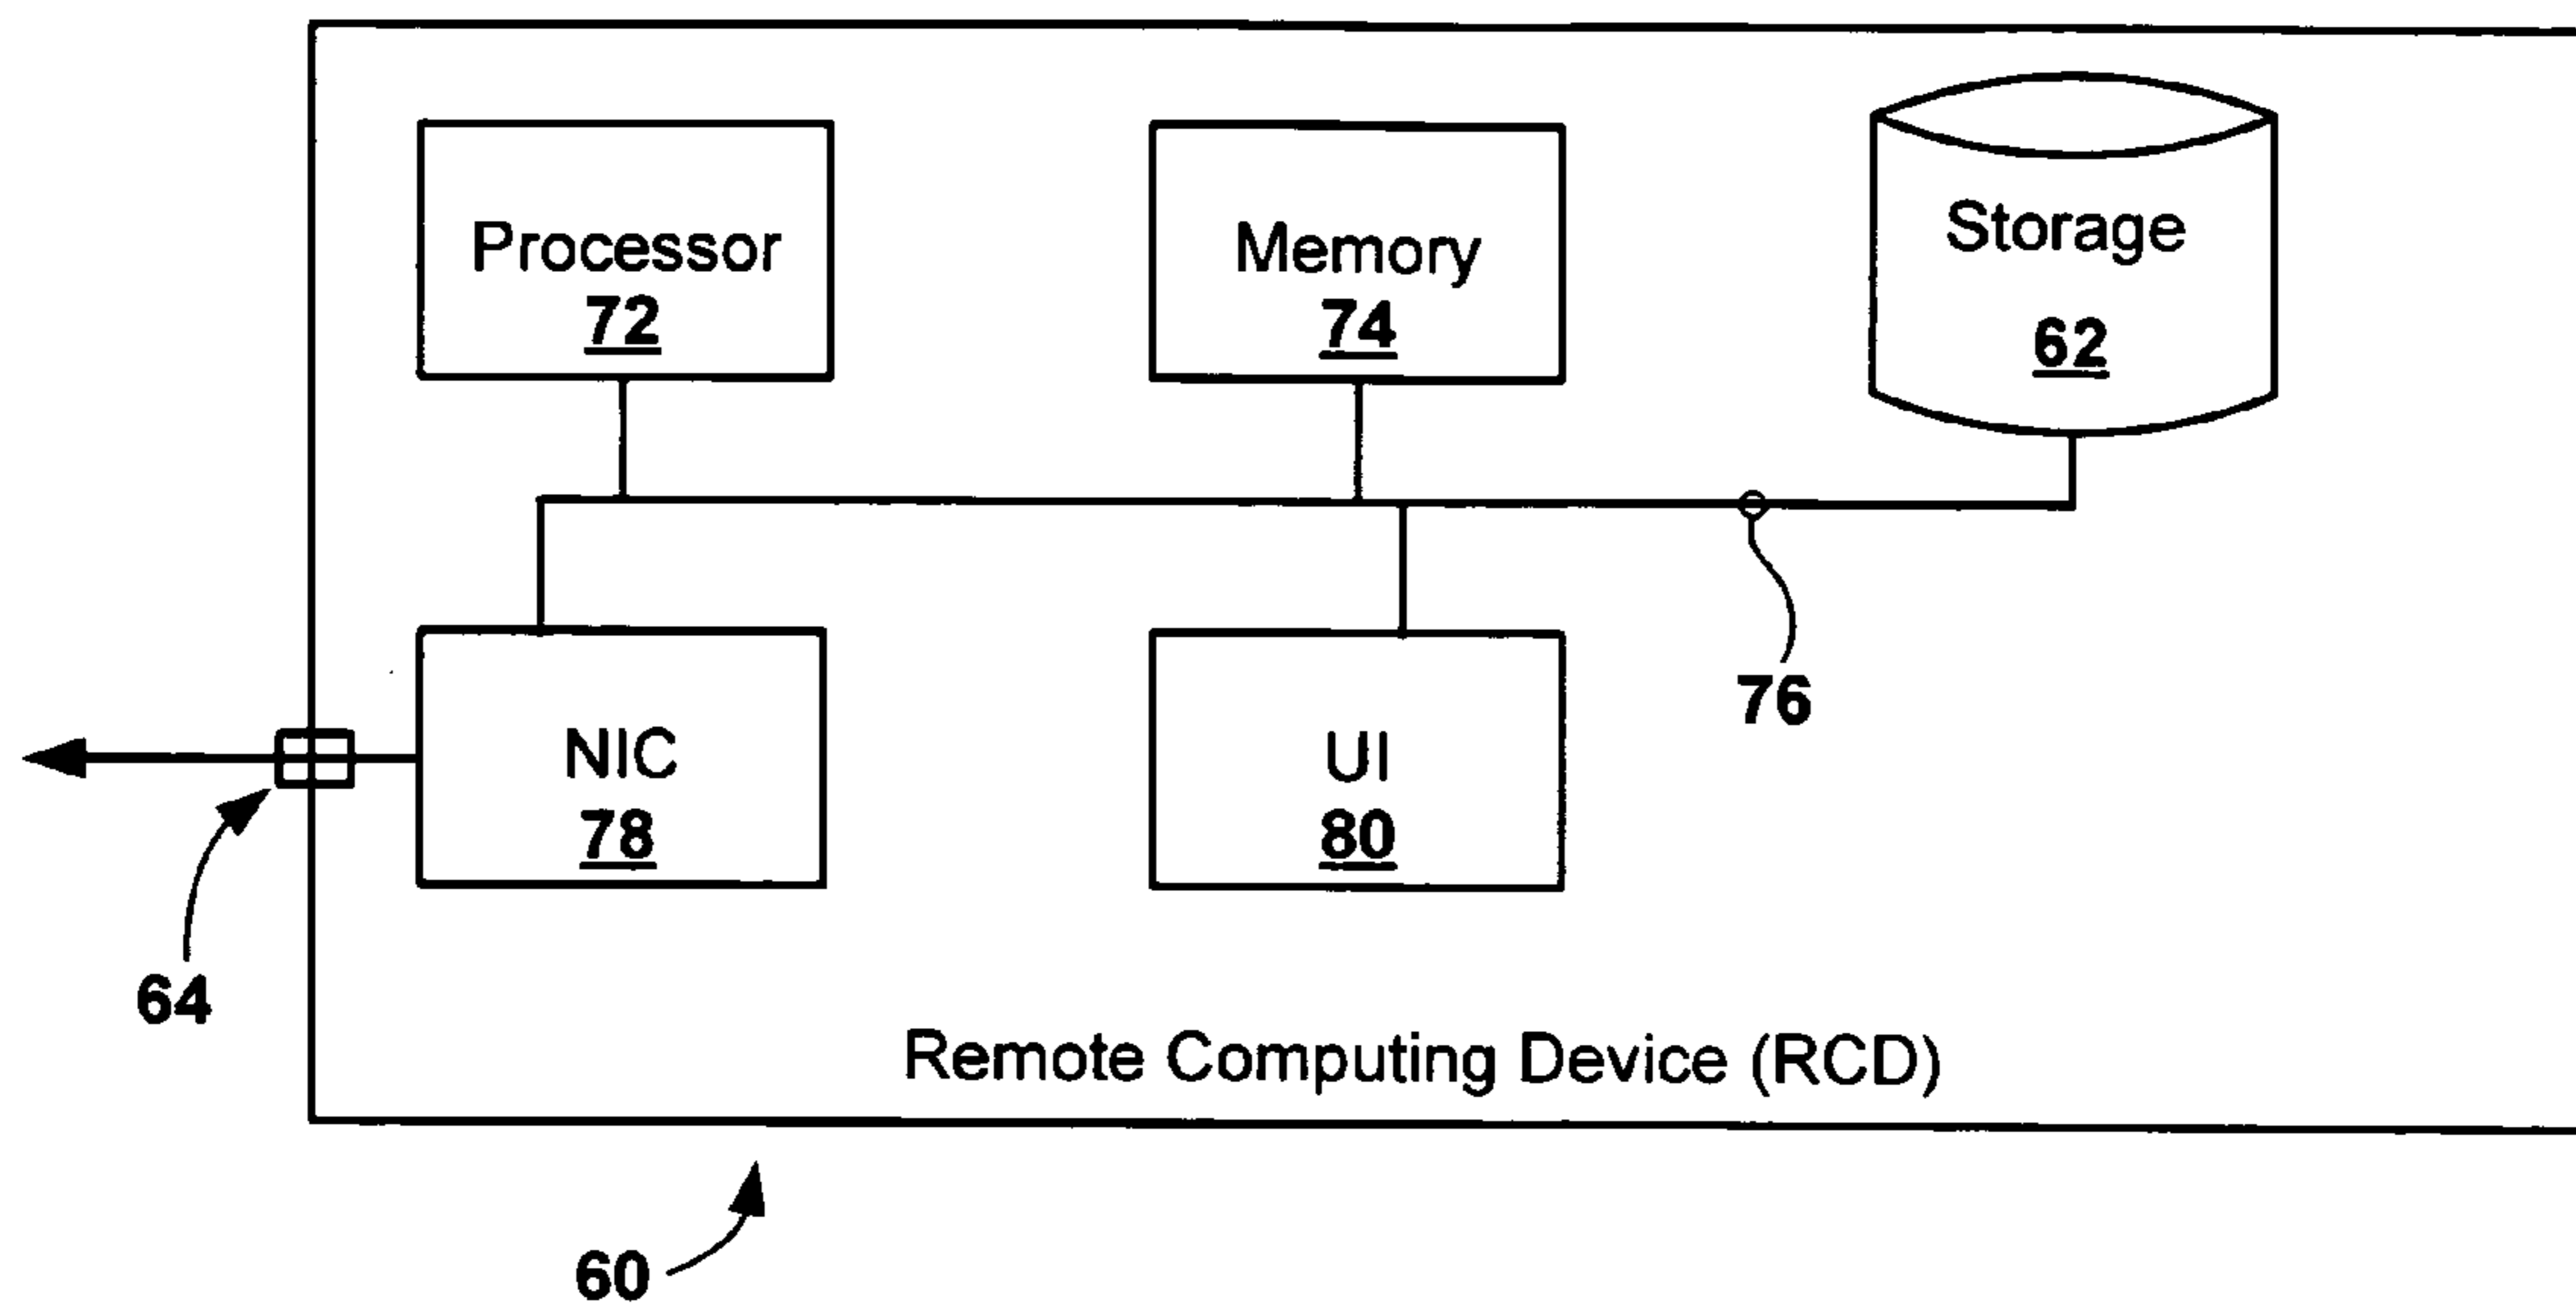 Processor
72
Memory
74
Storage
62
76
NIC
78
UI
80
64
Remote Computing Device (RCD)
60